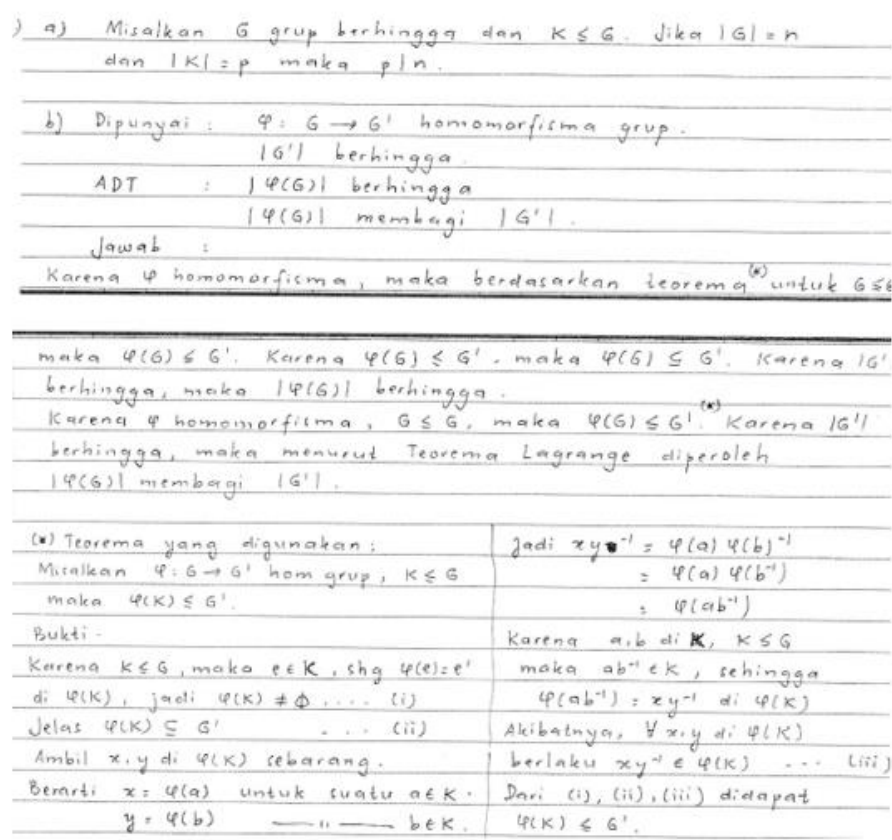 ) a) Misalkan G grup berhingga dan K ≤ G. Jika |G| = n
dan |K| = p maka p|n.
b) Dipunyai : φ : G → G' homomorfisma grup.
|G'| berhingga.
ADT : |φ(G)| berhingga
|φ(G)| membagi |G'|.
Jawab :
Karena φ homomorfisma, maka berdasarkan teorema (*) untuk G ≤ G
maka φ(G) ≤ G'. Karena φ(G) ≤ G', maka φ(G) ⊆ G'. Karena |G'
berhingga, maka |φ(G)| berhingga.
Karena φ homomorfisma, G ≤ G, maka φ(G) ≤ G'. (*) Karena |G'|
berhingga, maka menurut Teorema Lagrange diperoleh
|φ(G)| membagi |G'|.
(*) Teorema yang digunakan :
Misalkan φ : G → G' hom grup, K ≤ G
maka φ(K) ≤ G'.
Bukti -
Karena K ≤ G, maka e ∈ K, shg φ(e) = e'
di φ(K), jadi φ(K) ≠ ϕ .... (i)
Jelas φ(K) ⊆ G' ... (ii)
Ambil x, y di φ(K) sebarang.
Berarti x = φ(a) untuk suatu a ∈ K.
y = φ(b) —— " —— b ∈ K.
Jadi xy⁻¹ = φ(a) φ(b)⁻¹
= φ(a) φ(b⁻¹)
= φ(ab⁻¹)
Karena a, b di K, K ≤ G
maka ab⁻¹ ∈ K, sehingga
φ(ab⁻¹) = xy⁻¹ di φ(K)
Akibatnya, ∀ x, y di φ(K)
berlaku xy⁻¹ ∈ φ(K) ... (iii)
Dari (i), (ii), (iii) didapat
φ(K) ≤ G'.